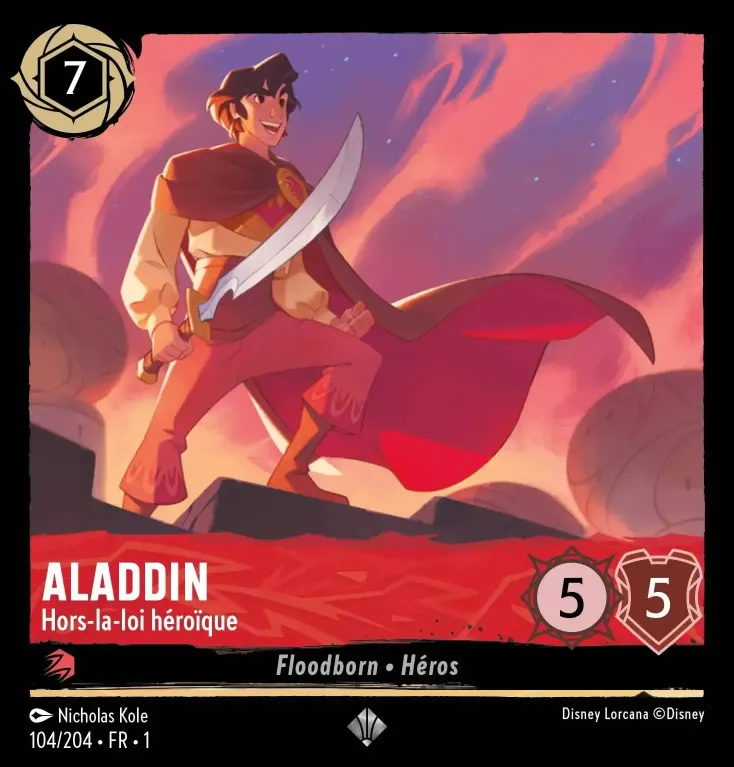 7
ALADDIN
Hors-la-loi héroïque
5
5
Floodborn • Héros
Nicholas Kole
Disney Lorcana ©Disney
104/204 • FR • 1